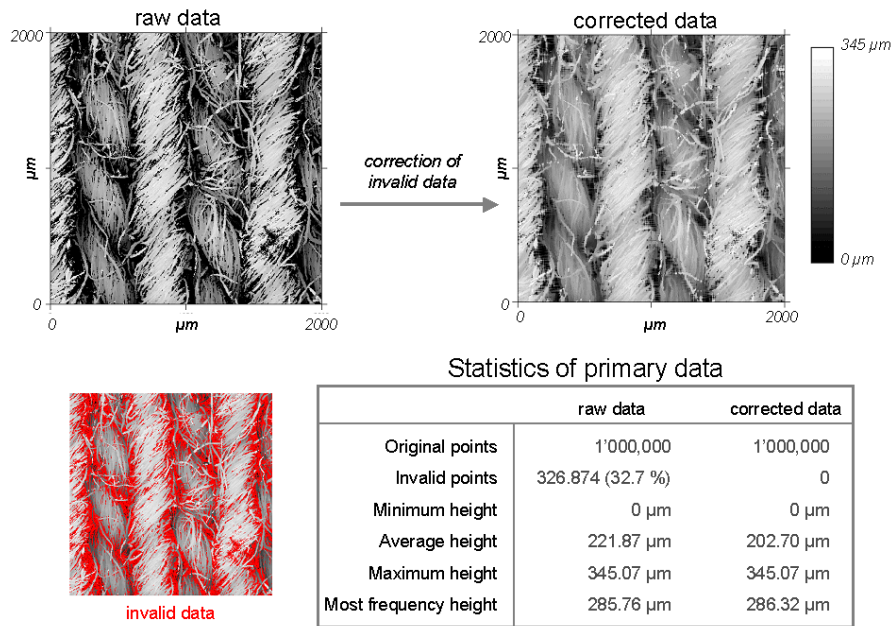 raw data
corrected data
2000
µm
0
0
µm
2000
correction of
invalid data
2000
µm
0
0
µm
2000
345 µm
0 µm
invalid data
Statistics of primary data
raw data corrected data
Original points 1'000,000 1'000,000
Invalid points 326.874 (32.7 %) 0
Minimum height 0 µm 0 µm
Average height 221.87 µm 202.70 µm
Maximum height 345.07 µm 345.07 µm
Most frequency height 285.76 µm 286.32 µm